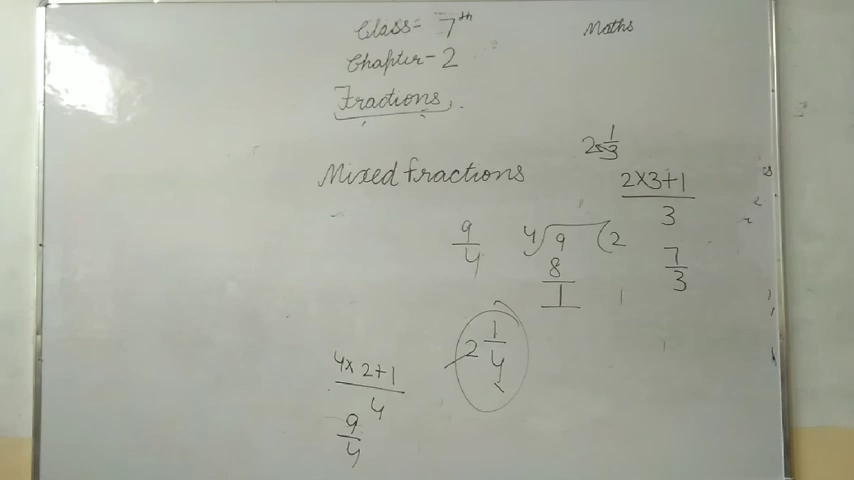 Class- 7th
Maths
Chapter- 2
Fractions.
2 1/3
Mixed fractions
2×3+1
3
9/4
4) 9 (2
8
1
7/3
2 1/4
4×2+1
4
9/4